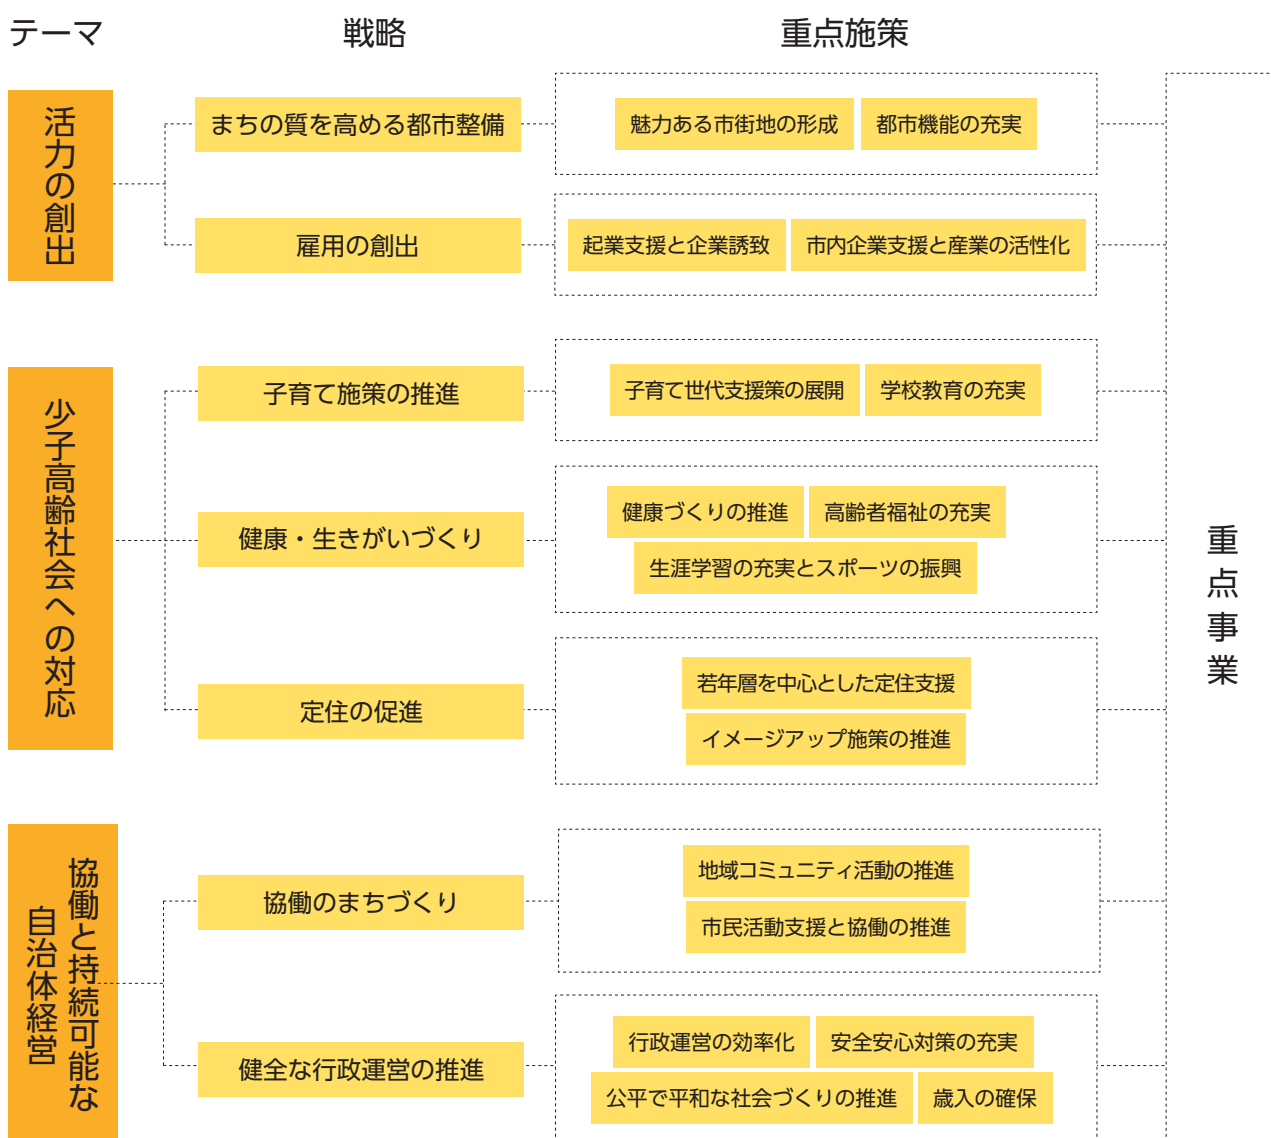 テーマ
戦略
重点施策
活力の創出
まちの質を高める都市整備
魅力ある市街地の形成
都市機能の充実
雇用の創出
起業支援と企業誘致
市内企業支援と産業の活性化
少子高齢社会への対応
子育て施策の推進
子育て世代支援策の展開
学校教育の充実
健康・生きがいづくり
健康づくりの推進
高齢者福祉の充実
生涯学習の充実とスポーツの振興
定住の促進
若年層を中心とした定住支援
イメージアップ施策の推進
協働と持続可能な
自治体経営
協働のまちづくり
地域コミュニティ活動の推進
市民活動支援と協働の推進
健全な行政運営の推進
行政運営の効率化
安全安心対策の充実
公平で平和な社会づくりの推進
歳入の確保
重点事業